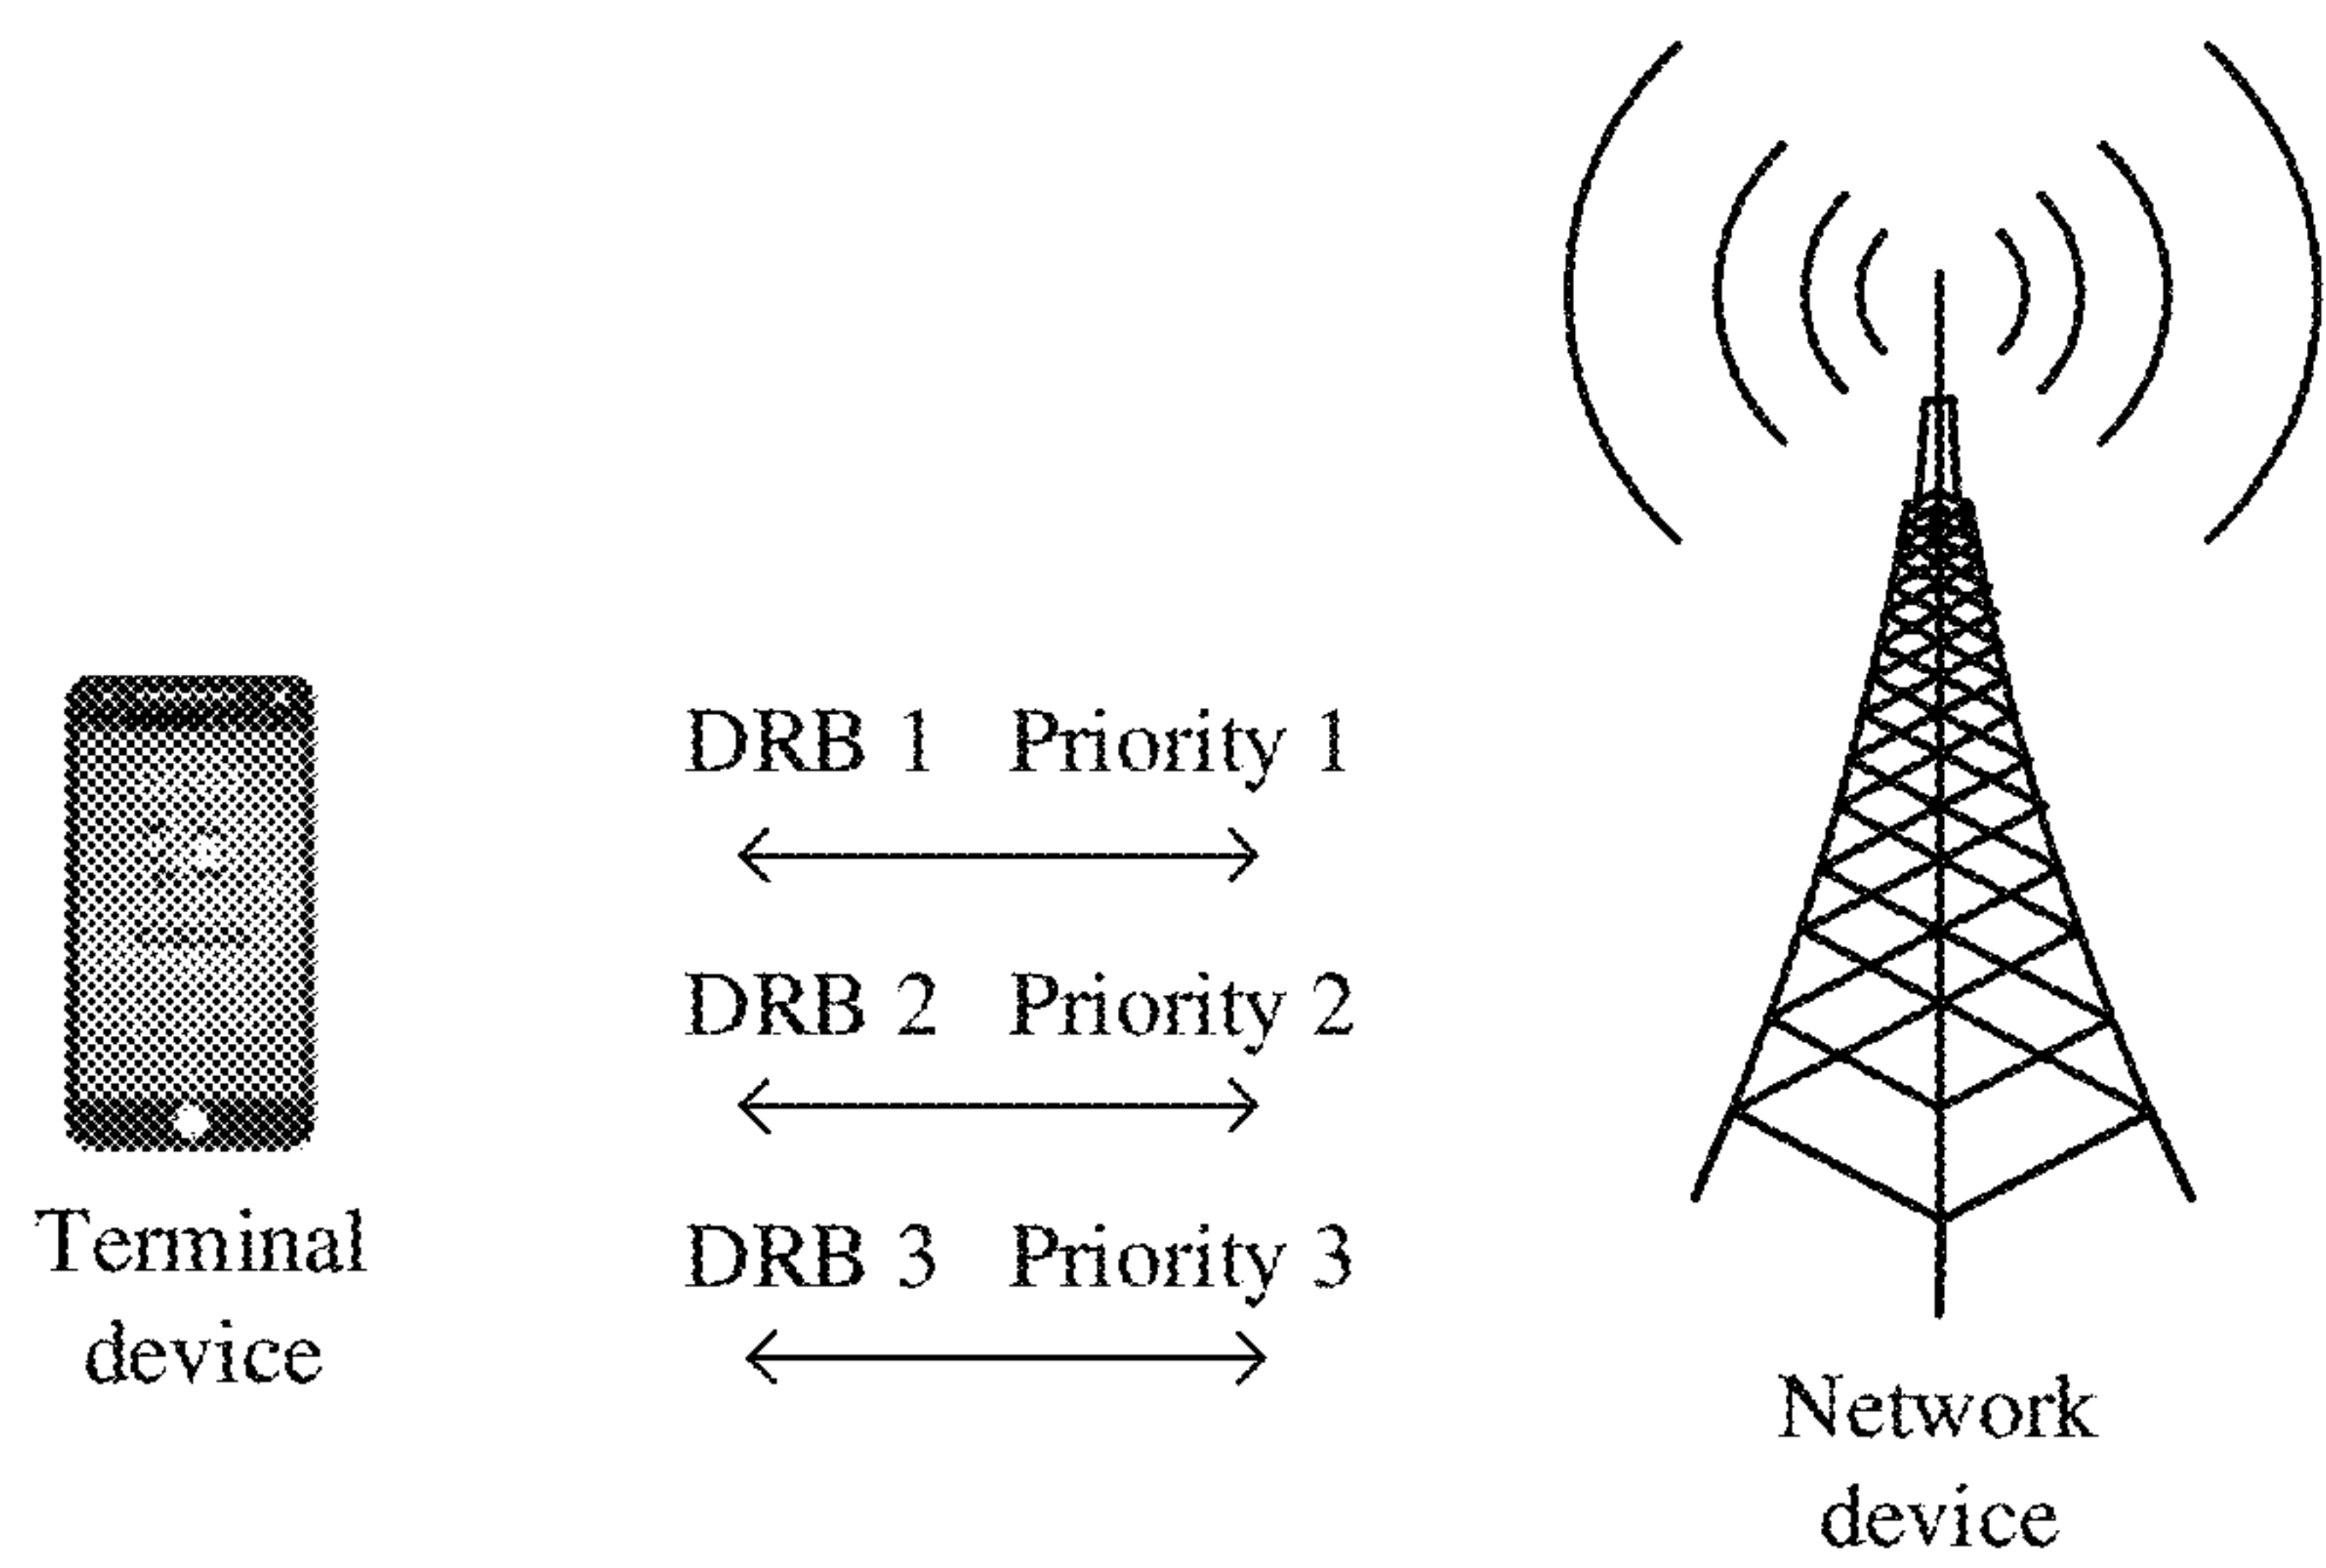 DRB 1 Priority 1
DRB 2 Priority 2
DRB 3 Priority 3
Terminal
device
Network
device